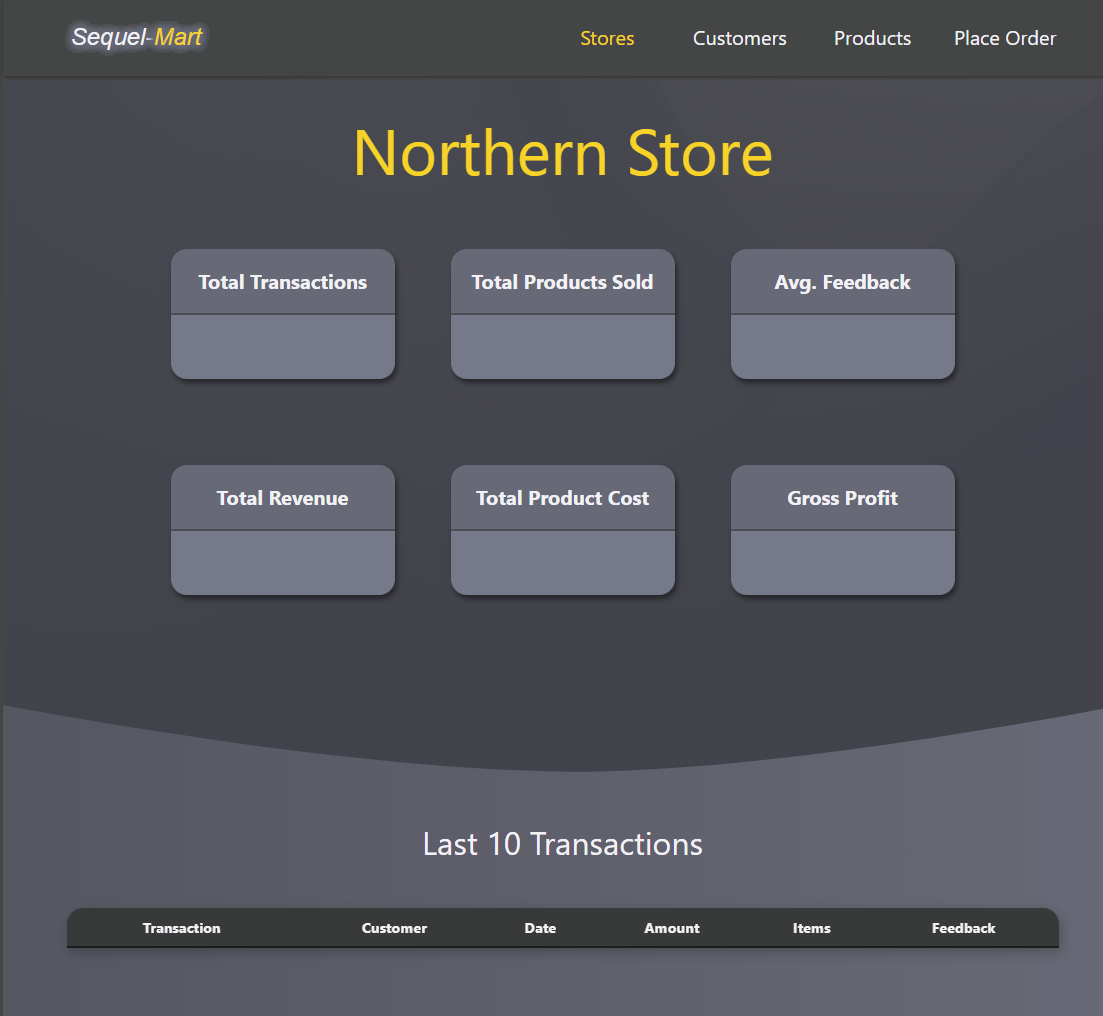 Sequel-Mart Stores Customers Products Place Order
Northern Store
Total Transactions Total Products Sold Avg. Feedback
Total Revenue Total Product Cost Gross Profit
Last 10 Transactions
Transaction Customer Date Amount Items Feedback